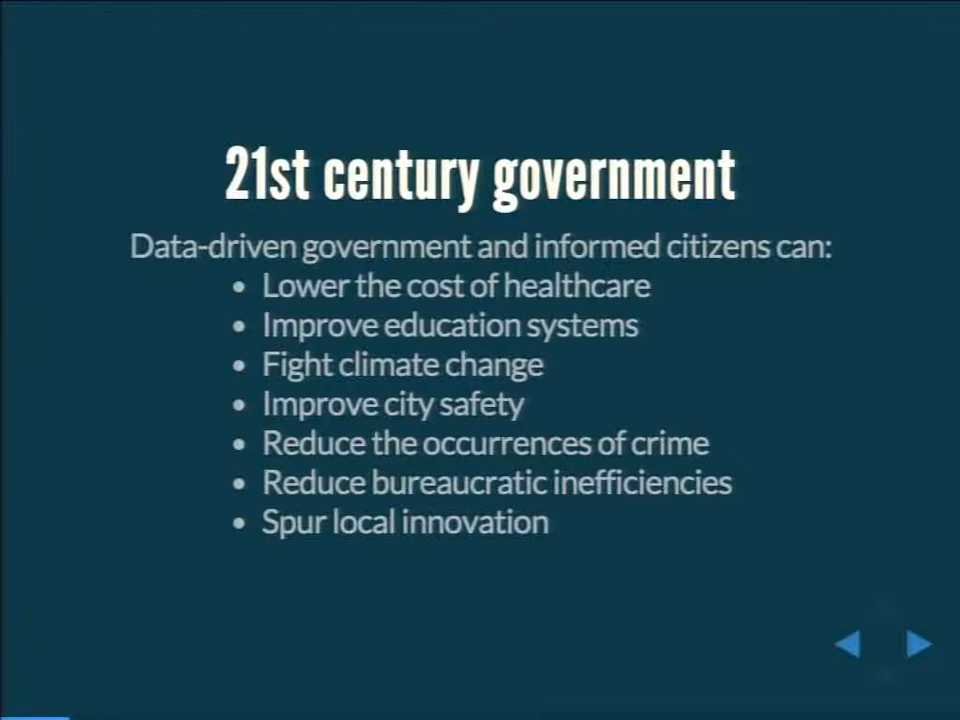 21st century government
Data-driven government and informed citizens can:
• Lower the cost of healthcare
• Improve education systems
• Fight climate change
• Improve city safety
• Reduce the occurrences of crime
• Reduce bureaucratic inefficiencies
• Spur local innovation